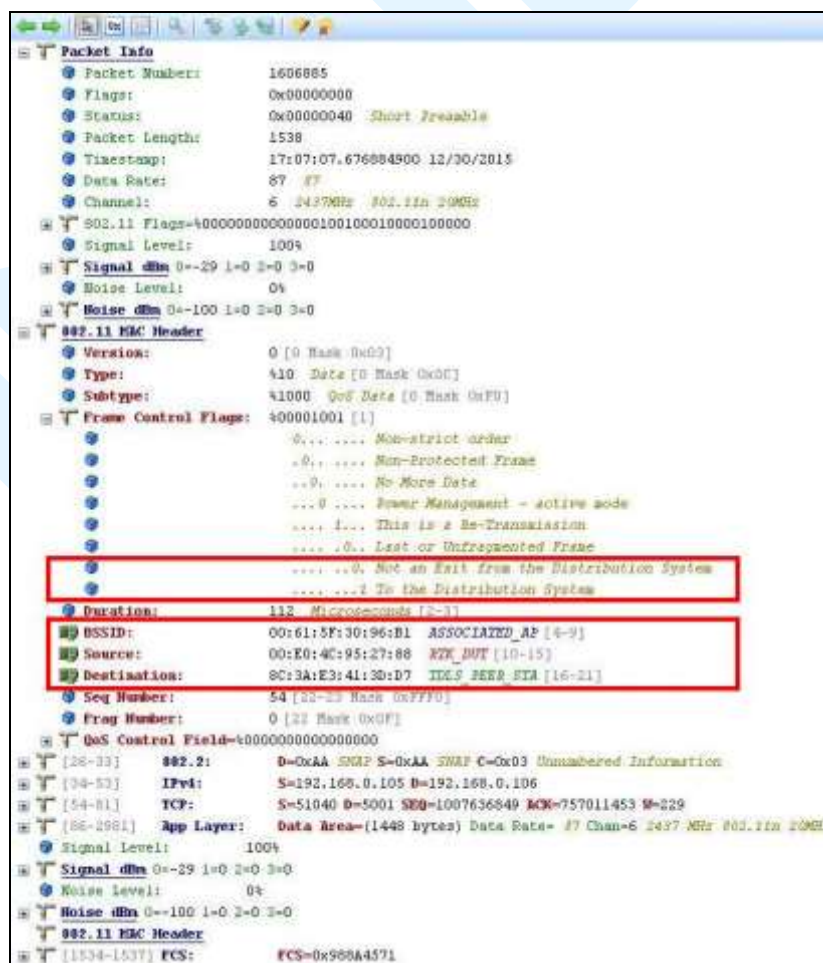 Packet Info
Packet Number: 1606885
Flags: 0x00000000
Status: 0x00000040 Short Preamble
Packet Length: 1538
Timestamp: 17:07:07.676884900 12/30/2015
Data Rate: 87 87
Channel: 6 2437MHz 802.11n 20MHz
802.11 Flags=
Signal Level: 100%
Signal dBm 0=-29 1=0 2=0 3=0
Noise Level: 0%
Noise dBm 0=-100 1=0 2=0 3=0
802.11 MAC Header
Version: 0 [0 Mask 0x03]
Type: %10 Data [0 Mask 0x0C]
Subtype: %1000 QoS Data [0 Mask 0xF0]
Frame Control Flags: %00001001 [1]
0... .... Non-strict order
.0.. .... Non-Protected Frame
..0. .... No More Data
...0 .... Power Management - active mode
.... 1... This is a Re-Transmission
.... .0.. Last or Unfragmented Frame
.... ..0. Not an Exit from the Distribution System
.... ...1 To the Distribution System
Duration: 112 Microseconds [2-3]
BSSID: 00:61:5F:30:96:B1 ASSOCIATED_AP [4-9]
Source: 00:E0:4C:95:27:88 RTK_DUT [10-15]
Destination: 8C:3A:E3:41:3D:D7 TDLS_PEER_STA [16-21]
Seq Number: 54 [22-23 Mask 0xFFF0]
Frag Number: 0 [22 Mask 0x0F]
QoS Control Field=%0000000000000000
[26-33] 802.2: D=0xAA SNAP S=0xAA SNAP C=0x03 Unnumbered Information
[34-53] IPv4: S=192.168.0.105 D=192.168.0.106
[54-81] TCP: S=51040 D=5001 SEQ=1007636849 ACK=757011453 W=229
[86-2981] App Layer: Data Area=(1448 bytes) Data Rate= 87 Chan=6 2437 MHz 802.11n 20MHz
Signal Level: 100%
Signal dBm 0=-29 1=0 2=0 3=0
Noise Level: 0%
Noise dBm 0=-100 1=0 2=0 3=0
802.11 MAC Header
[1534-1537] FCS: FCS=0x988A4571